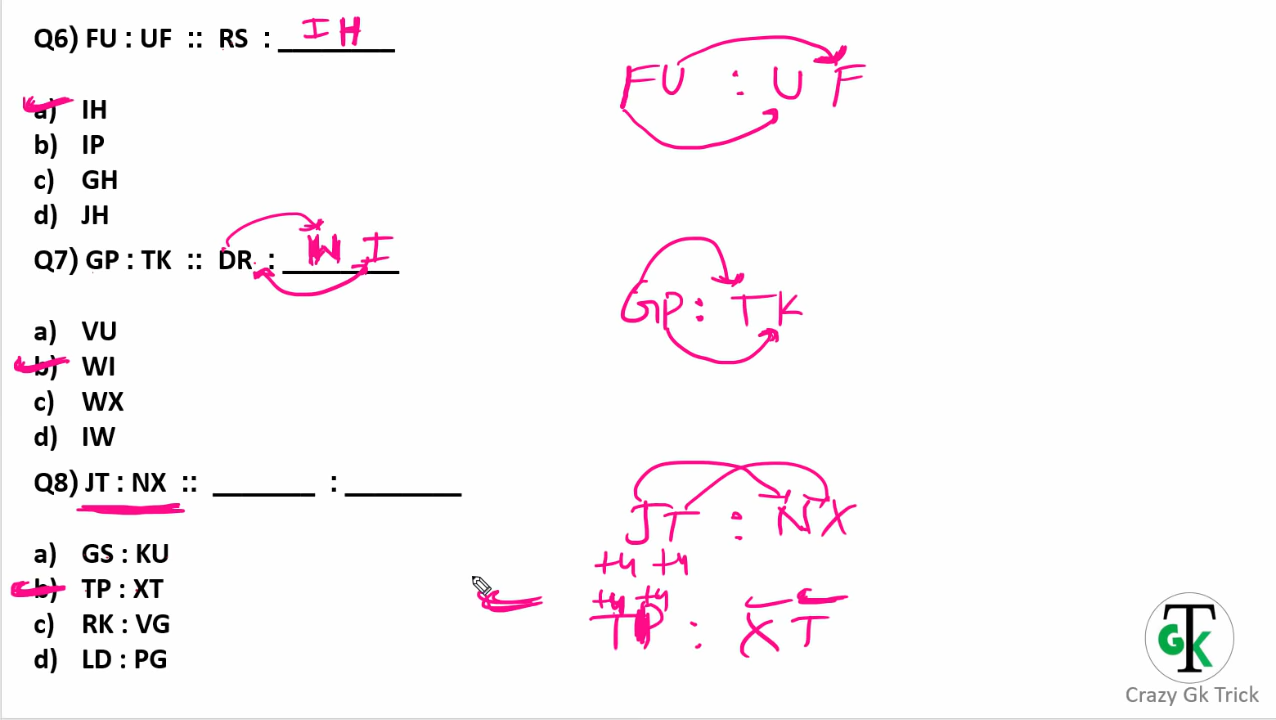 Q6) FU : UF :: RS : IH
a) IH
b) IP
c) GH
d) JH
FU : UF
Q7) GP : TK :: DR : WI
a) VU
b) WI
c) WX
d) IW
GP : TK
Q8) JT : NX :: ________ : ________
a) GS : KU
b) TP : XT
c) RK : VG
d) LD : PG
JT : NX
+4 +4
+4 +4
TP : XT
T
GK
Crazy Gk Trick